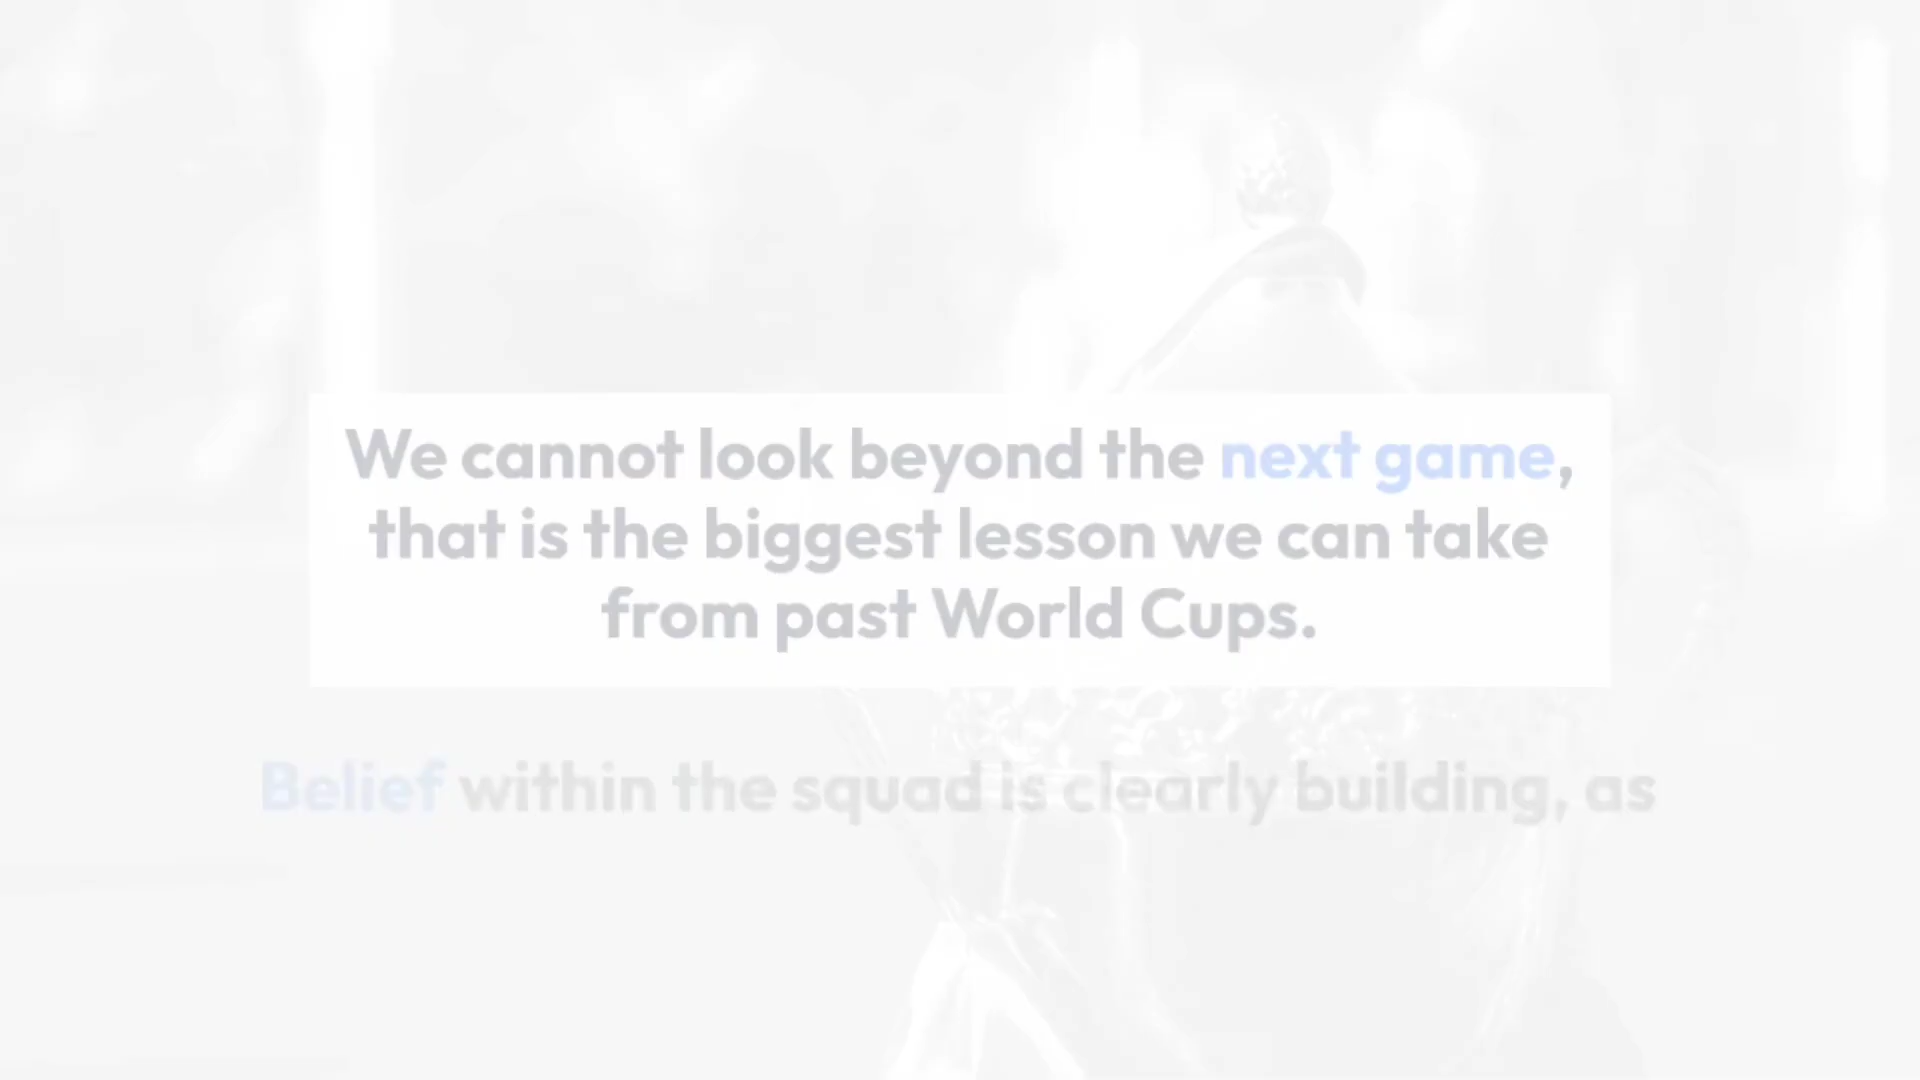 We cannot look beyond the next game,
that is the biggest lesson we can take
from past World Cups.
Belief within the squad is clearly building, as